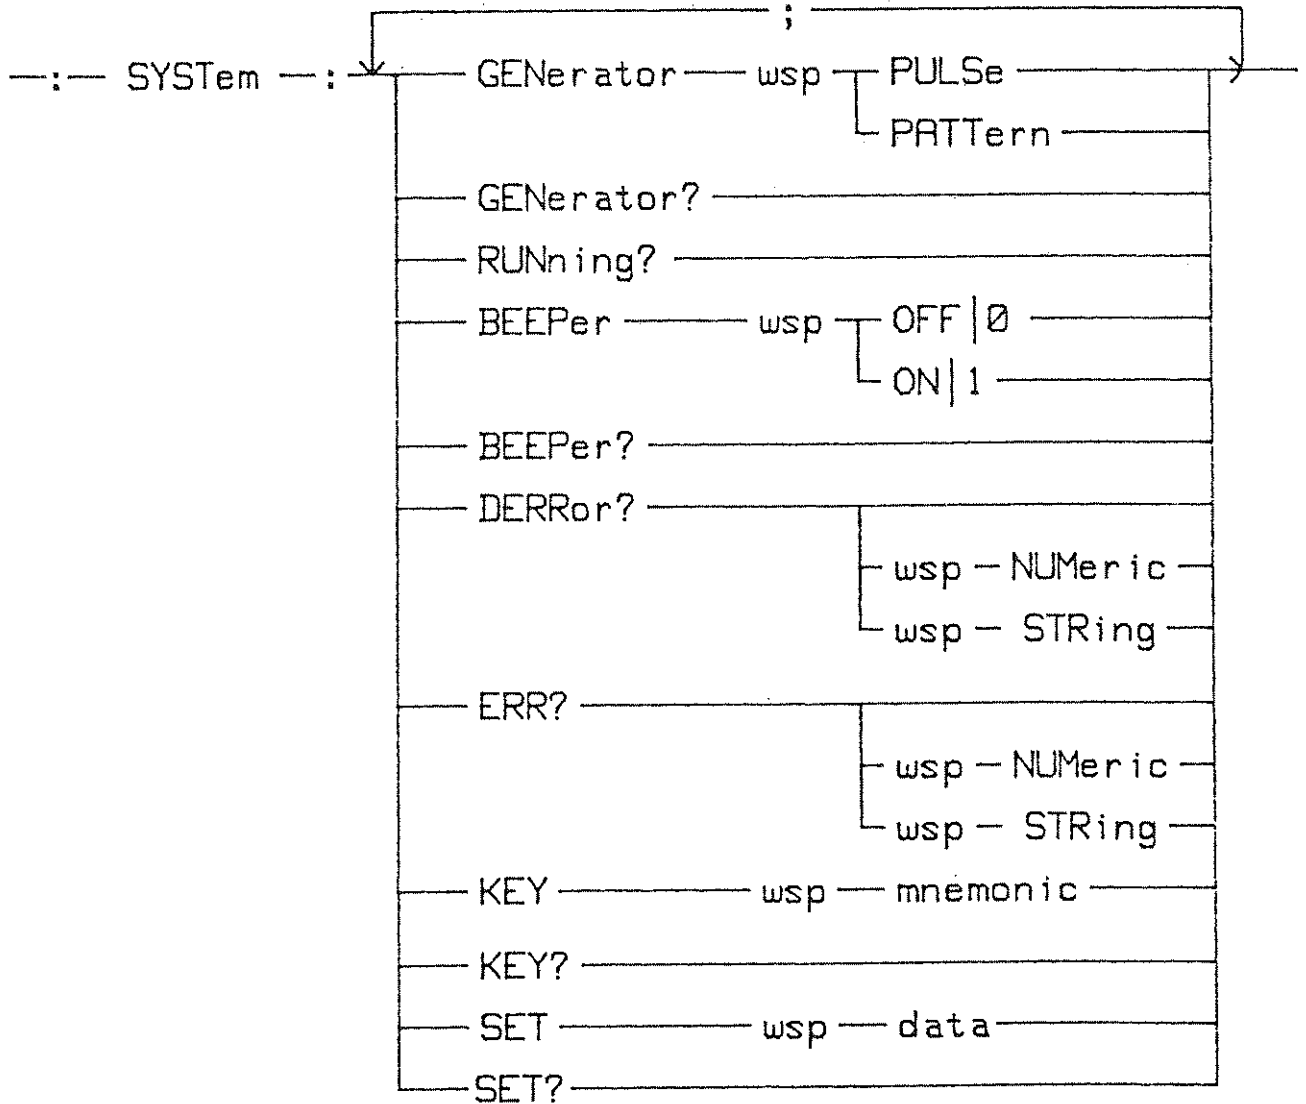 ;
: SYSTem : GENerator wsp PULSe
PATTern
GENerator?
RUNning?
BEEPer wsp OFF|0
ON|1
BEEPer?
DERRor?
wsp NUMeric
wsp STRing
ERR?
wsp NUMeric
wsp STRing
KEY wsp mnemonic
KEY?
SET wsp data
SET?